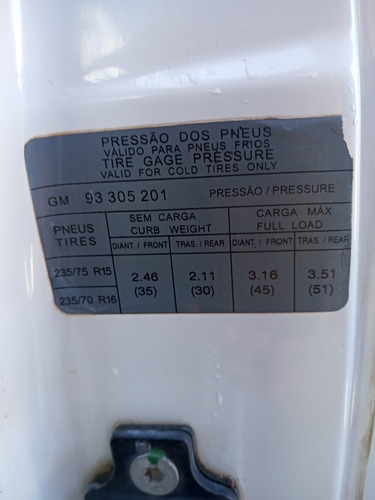 PRESSÃO DOS PNEUS
VÁLIDO PARA PNEUS FRIOS
TIRE GAGE PRESSURE
VALID FOR COLD TIRES ONLY
GM 93 305 201 PRESSÃO / PRESSURE
PNEUS TIRES SEM CARGA CURB WEIGHT CARGA MÁX FULL LOAD
DIANT. / FRONT TRAS. / REAR DIANT. / FRONT TRAS. / REAR
235/75 R15 2.46 2.11 3.16 3.51
235/70 R16 (35) (30) (45) (51)